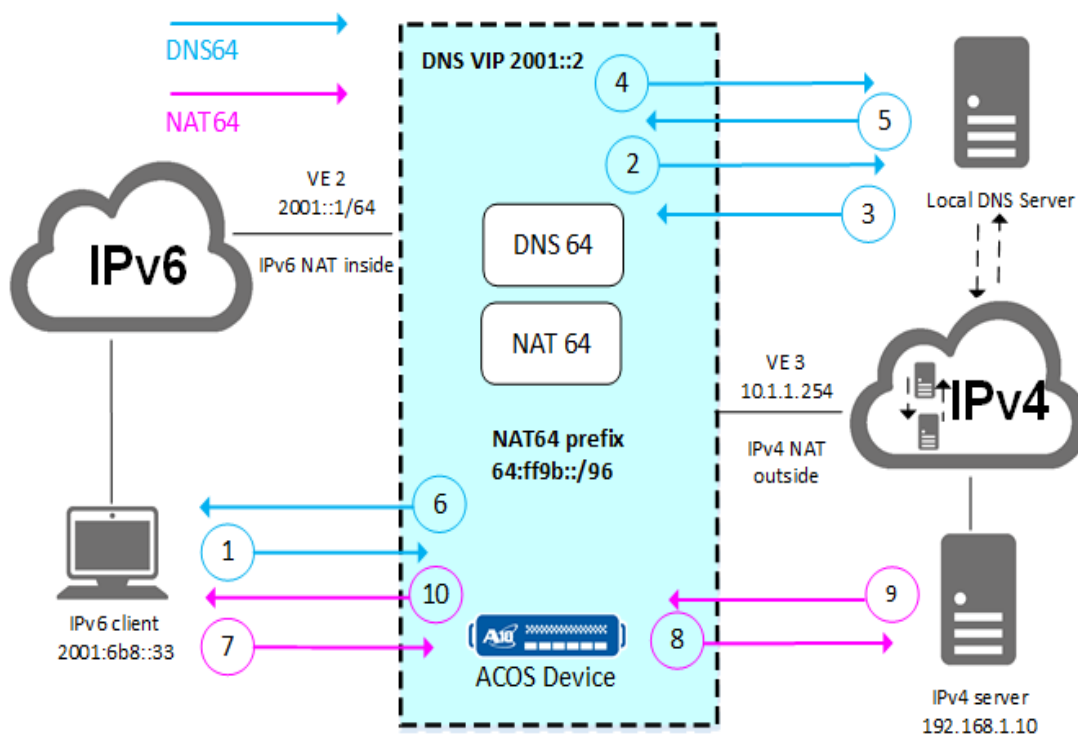 DNS64
NAT64
DNS VIP 2001::2
4
5
2
3
Local DNS Server
VE 2
2001::1/64
IPv6 NAT inside
IPv6
DNS 64
NAT 64
VE 3
10.1.1.254
IPv4 NAT
outside
IPv4
NAT64 prefix
64:ff9b::/96
6
1
10
7
9
8
A10
ACOS Device
IPv6 client
2001:6b8::33
IPv4 server
192.168.1.10